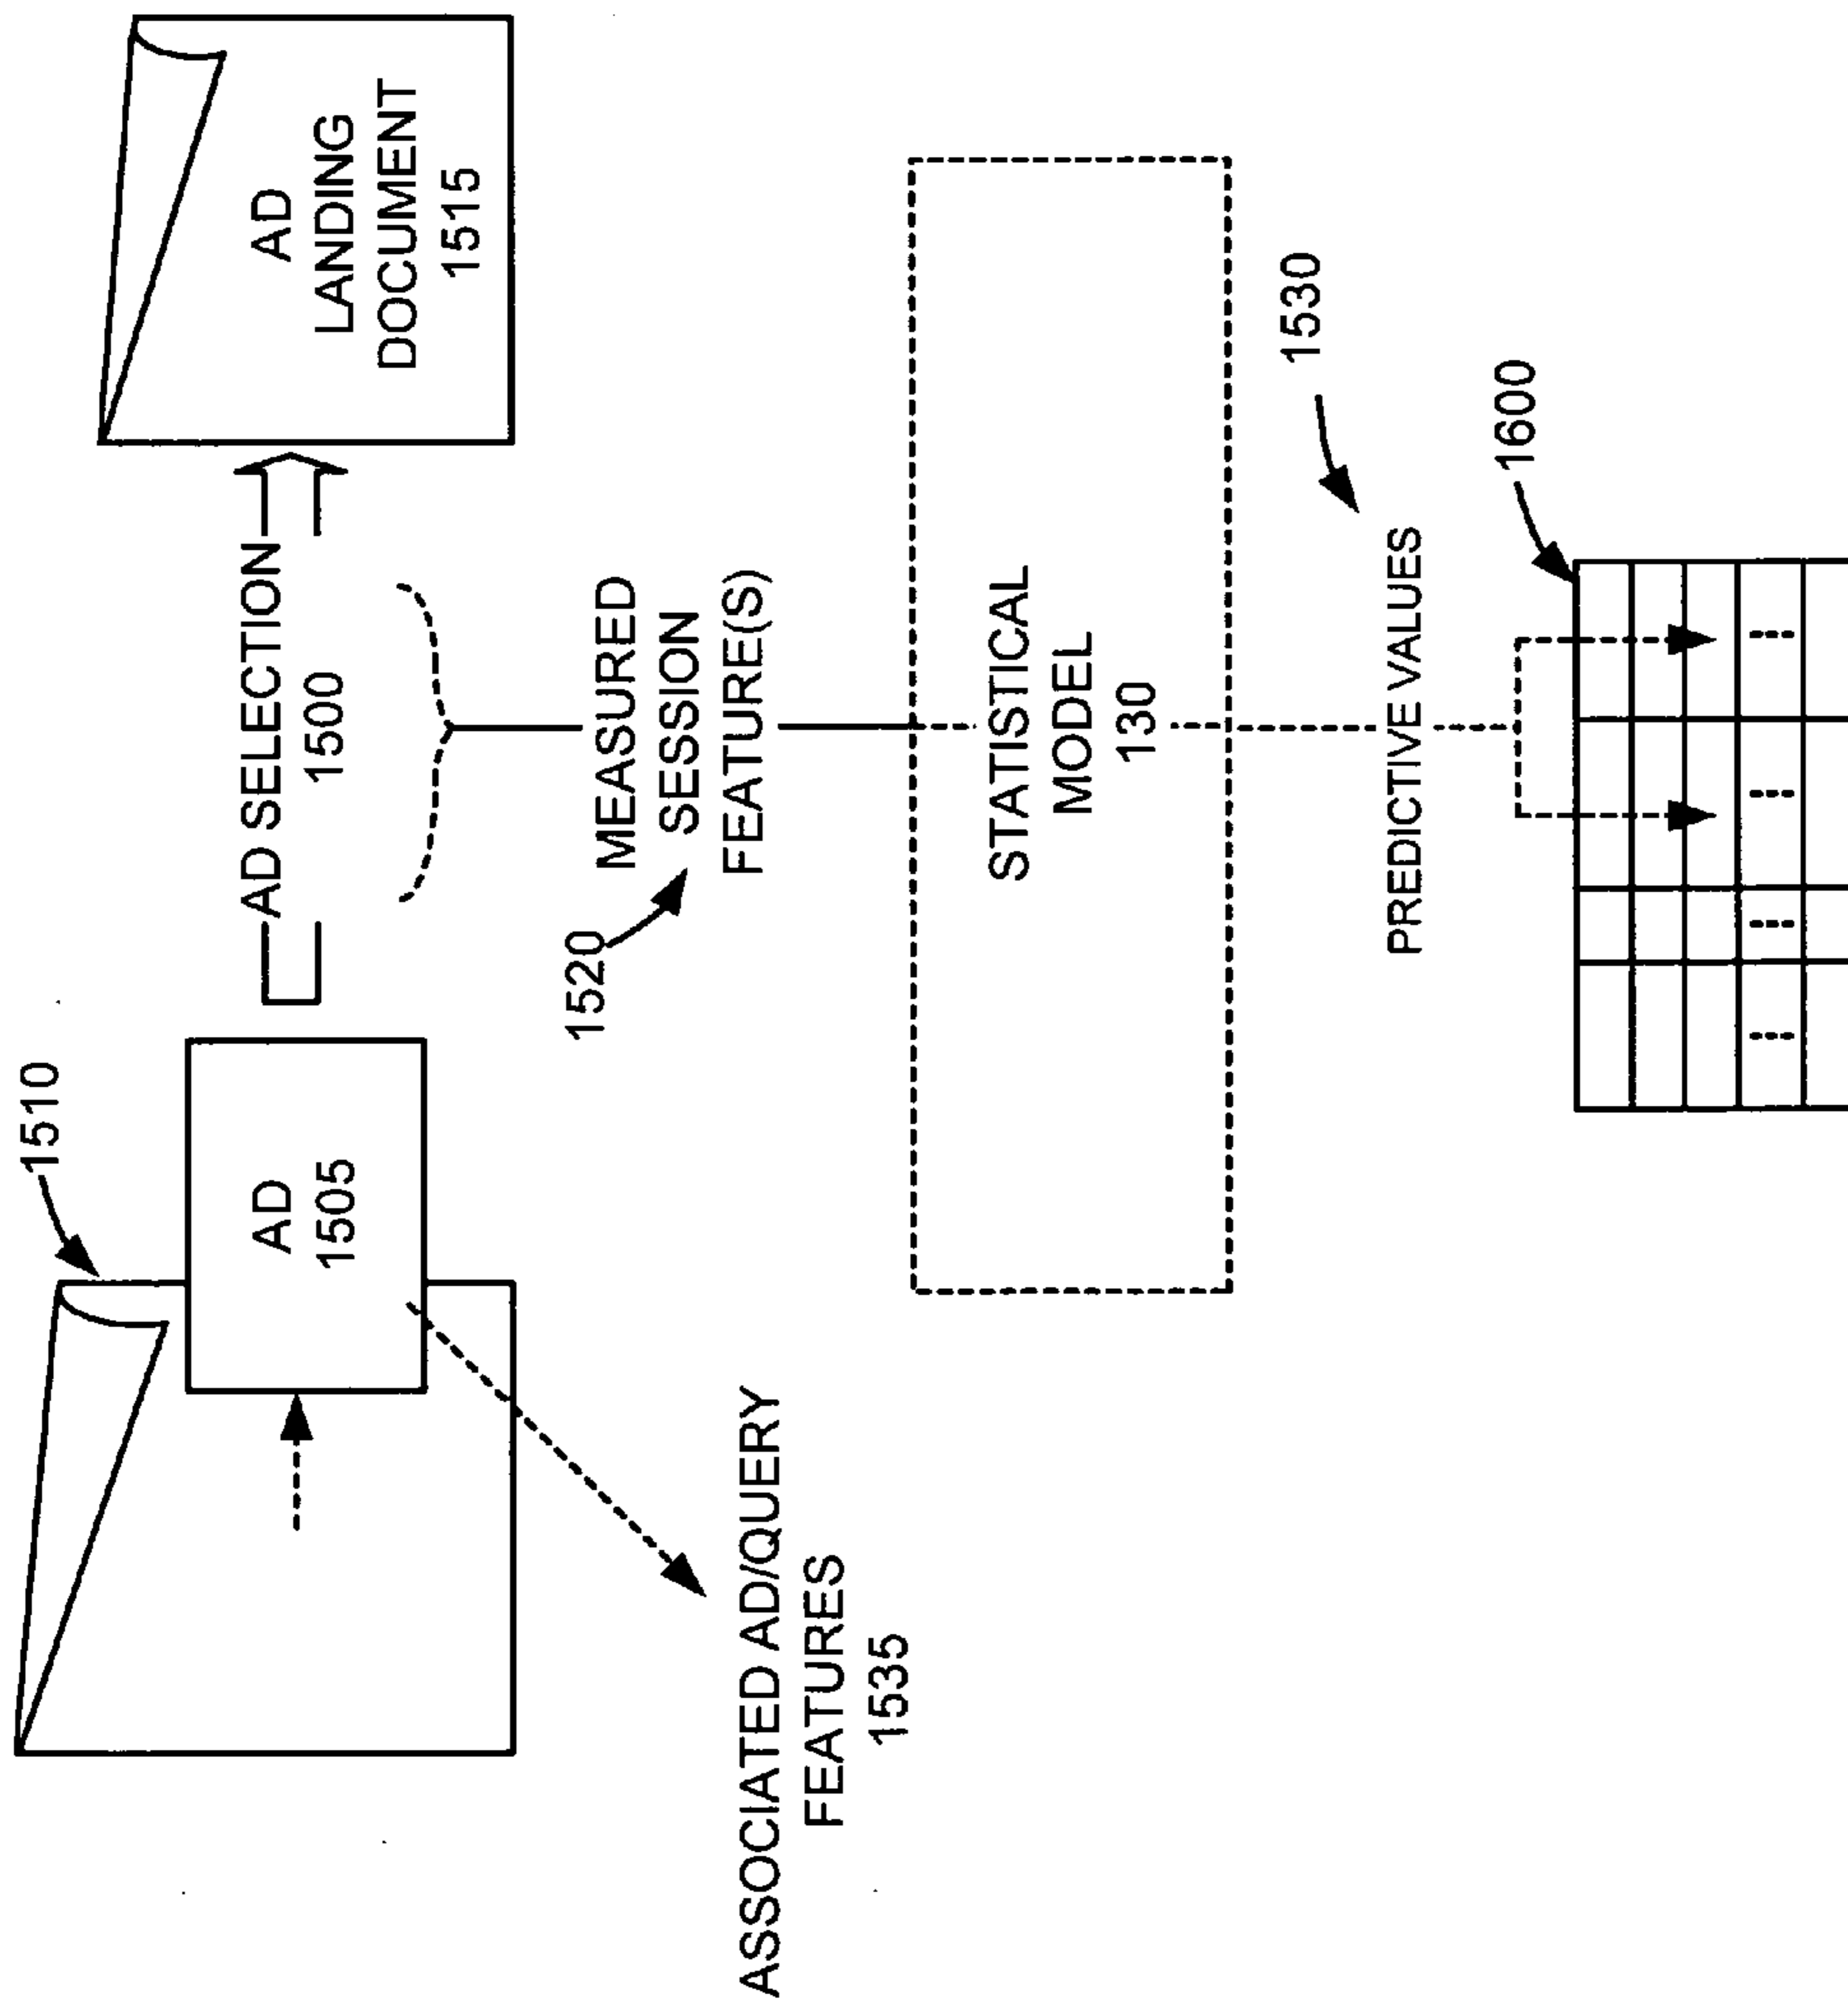 1510
AD
1505
AD SELECTION
1500
AD
LANDING
DOCUMENT
1515
1520
MEASURED
SESSION
FEATURE(S)
ASSOCIATED AD/QUERY
FEATURES
1535
STATISTICAL
MODEL
130
1530
PREDICTIVE VALUES
1600